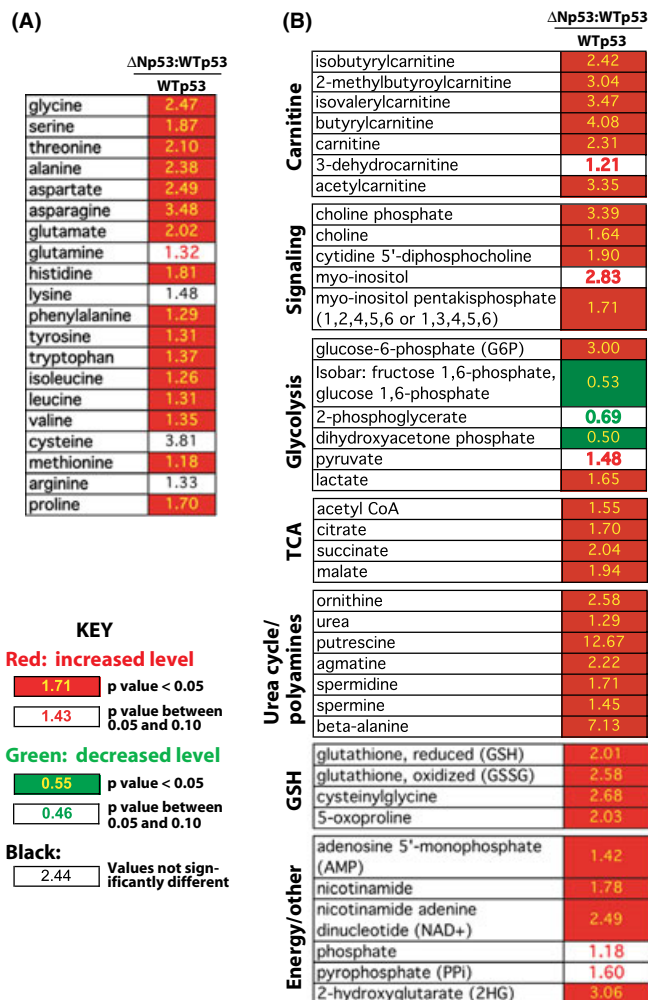 (A)
ΔNp53:WTp53
WTp53
glycine 2.47
serine 1.87
threonine 2.10
alanine 2.38
aspartate 2.49
asparagine 3.48
glutamate 2.02
glutamine 1.32
histidine 1.81
lysine 1.48
phenylalanine 1.29
tyrosine 1.31
tryptophan 1.37
isoleucine 1.26
leucine 1.31
valine 1.35
cysteine 3.81
methionine 1.18
arginine 1.33
proline 1.70
KEY
Red: increased level
1.71 p value < 0.05
1.43 p value between
0.05 and 0.10
Green: decreased level
0.55 p value < 0.05
0.46 p value between
0.05 and 0.10
Black:
2.44 Values not sign-
ificantly different
(B)
ΔNp53:WTp53
WTp53
Carnitine
isobutyrylcarnitine 2.42
2-methylbutyroylcarnitine 3.04
isovalerylcarnitine 3.47
butyrylcarnitine 4.08
carnitine 2.31
3-dehydrocarnitine 1.21
acetylcarnitine 3.35
Signaling
choline phosphate 3.39
choline 1.64
cytidine 5'-diphosphocholine 1.90
myo-inositol 2.83
myo-inositol pentakisphosphate
(1,2,4,5,6 or 1,3,4,5,6) 1.71
Glycolysis
glucose-6-phosphate (G6P) 3.00
Isobar: fructose 1,6-phosphate,
glucose 1,6-phosphate 0.53
2-phosphoglycerate 0.69
dihydroxyacetone phosphate 0.50
pyruvate 1.48
lactate 1.65
TCA
acetyl CoA 1.55
citrate 1.70
succinate 2.04
malate 1.94
Urea cycle/
polyamines
ornithine 2.58
urea 1.29
putrescine 12.67
agmatine 2.22
spermidine 1.71
spermine 1.45
beta-alanine 7.13
GSH
glutathione, reduced (GSH) 2.01
glutathione, oxidized (GSSG) 2.58
cysteinylglycine 2.68
5-oxoproline 2.03
Energy/other
adenosine 5'-monophosphate
(AMP) 1.42
nicotinamide 1.78
nicotinamide adenine
dinucleotide (NAD+) 2.49
phosphate 1.18
pyrophosphate (PPi) 1.60
2-hydroxyglutarate (2HG) 3.06